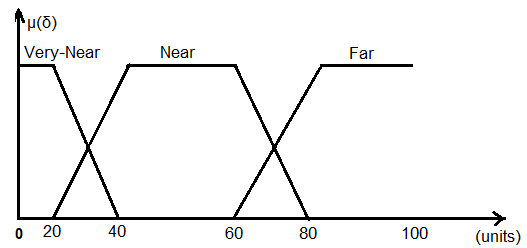 μ(δ)
Very-Near Near Far
0 20 40 60 80 100 (units)